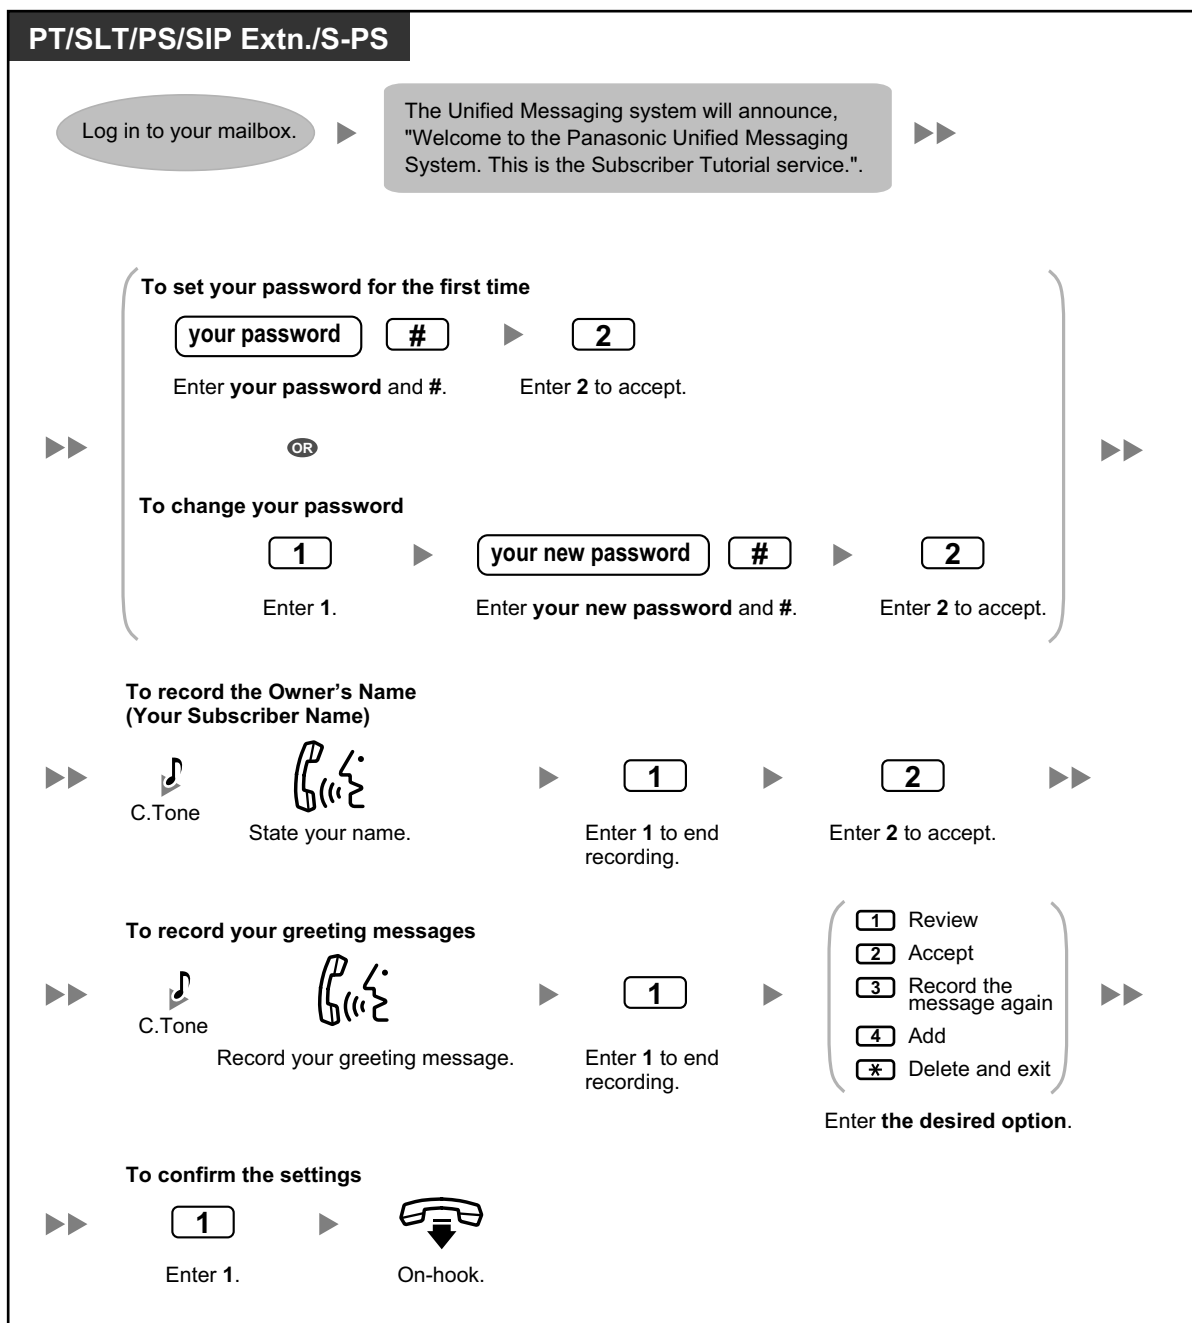 PT/SLT/PS/SIP Extn./S-PS
Log in to your mailbox.
The Unified Messaging system will announce,
"Welcome to the Panasonic Unified Messaging
System. This is the Subscriber Tutorial service.".
To set your password for the first time
your password # 2
Enter your password and #. Enter 2 to accept.
OR
To change your password
1 your new password # 2
Enter 1. Enter your new password and #. Enter 2 to accept.
To record the Owner's Name
(Your Subscriber Name)
1 2
C.Tone
State your name. Enter 1 to end Enter 2 to accept.
recording.
To record your greeting messages
1
C.Tone
Record your greeting message. Enter 1 to end
recording.
1 Review
2 Accept
3 Record the
message again
4 Add
* Delete and exit
Enter the desired option.
To confirm the settings
1
Enter 1. On-hook.